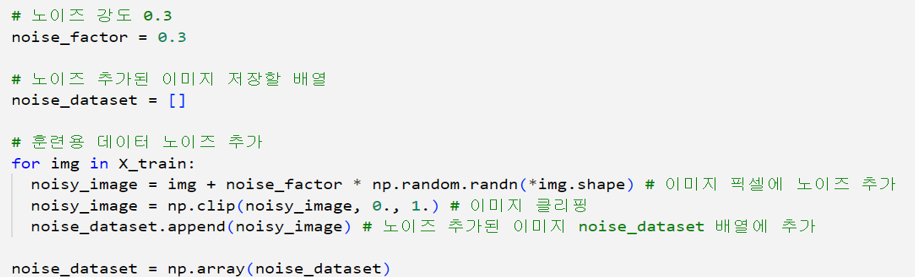 # 노이즈 강도 0.3
noise_factor = 0.3
# 노이즈 추가된 이미지 저장할 배열
noise_dataset = []
# 훈련용 데이터 노이즈 추가
for img in X_train:
noisy_image = img + noise_factor * np.random.randn(*img.shape) # 이미지 픽셀에 노이즈 추가
noisy_image = np.clip(noisy_image, 0., 1.) # 이미지 클리핑
noise_dataset.append(noisy_image) # 노이즈 추가된 이미지 noise_dataset 배열에 추가
noise_dataset = np.array(noise_dataset)